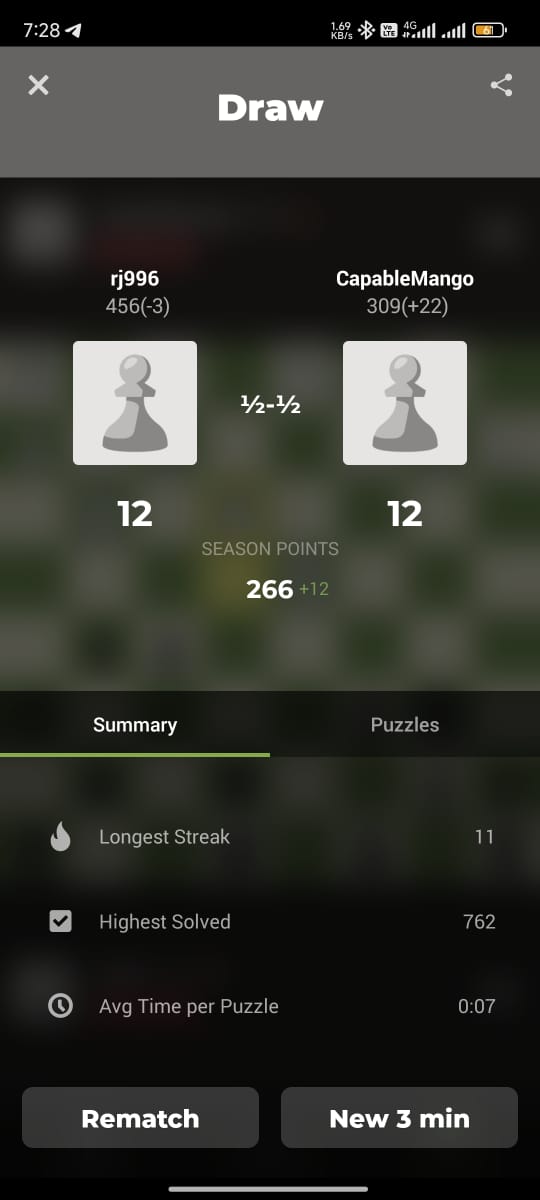 7:28
1.69
KB/s
Vo
LTE
4G
61
Draw
rj996
CapableMango
456(-3)
309(+22)
½-½
12
12
SEASON POINTS
266 +12
Summary
Puzzles
Longest Streak
11
Highest Solved
762
Avg Time per Puzzle
0:07
Rematch
New 3 min